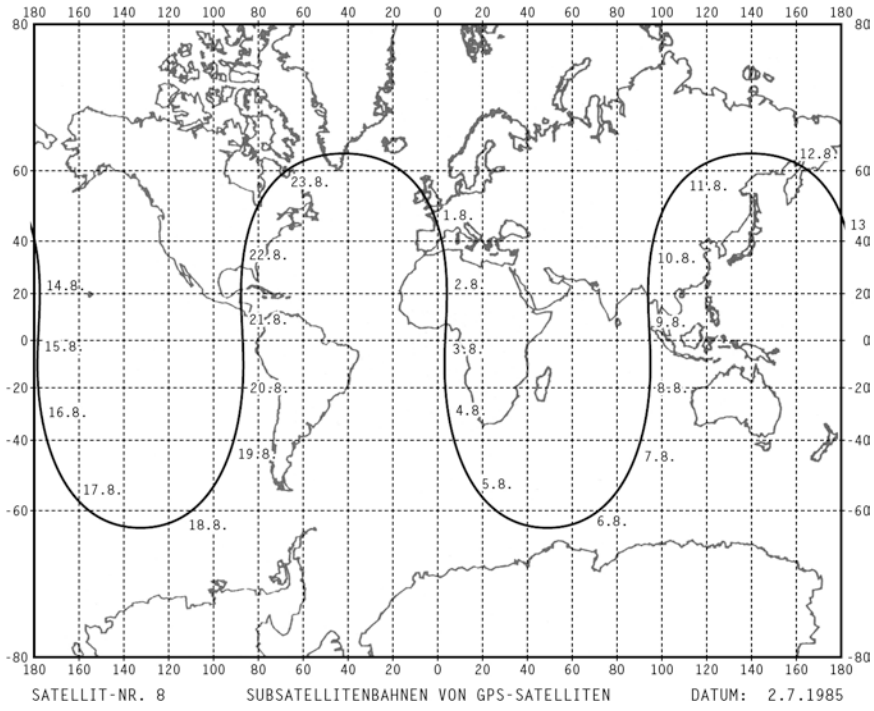 180 160 140 120 100 80 60 40 20 0 20 40 60 80 100 120 140 160 180
80 80
12.8.
60 23.8. 11.8. 60
1.8. 13
40 22.8. 10.8. 40
14.8. 2.8.
20 20
21.8. 9.8.
0 15.8. 3.8. 0
-20 20.8. 8.8. -20
16.8. 4.8.
-40 19.8. 7.8. -40
17.8. 5.8.
-60 18.8. 6.8. -60
-80 -80
180 160 140 120 100 80 60 40 20 0 20 40 60 80 100 120 140 160 180
SATELLIT-NR. 8 SUBSATELLITENBAHNEN VON GPS-SATELLITEN DATUM: 2.7.1985